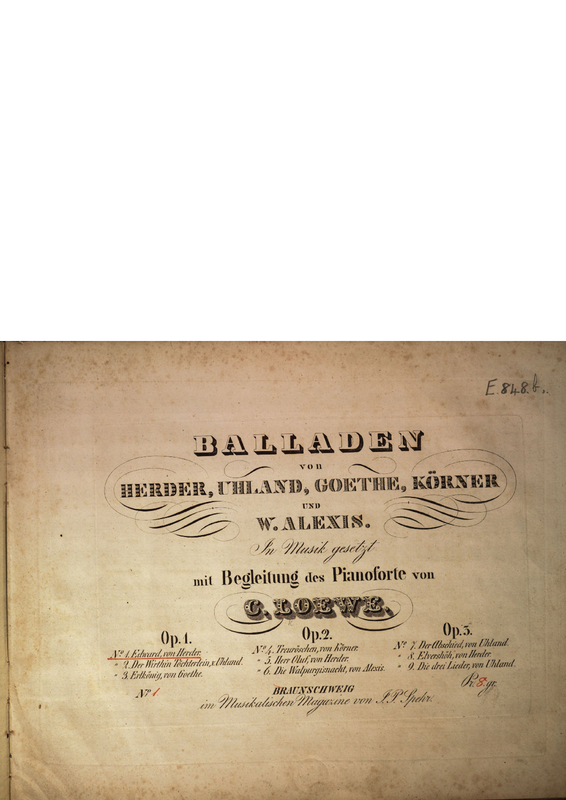 E.848.b.
BALLADEN
von
HERDER, UHLAND, GOETHE, KÖRNER
UND
W. ALEXIS.
In Musik gesetzt
mit Begleitung des Pianoforte von
C. LOEWE.
Op. 1.
No. 1. Edward, von Herder.
" 2. Der Wirthin Töchterlein, v. Uhland.
" 3. Erlkönig, von Goethe.
Op. 2.
No. 4. Treuröschen, von Körner.
" 5. Herr Oluf, von Herder.
" 6. Die Walpurgisnacht, von Alexis.
Op. 3.
No. 7. Der Abschied, von Uhland.
" 8. Elvershöh, von Herder.
" 9. Die drei Lieder, von Uhland.
No. 1
Pr. 8. gr.
BRAUNSCHWEIG
im Musikalischen Magazine von J. P. Spehr.